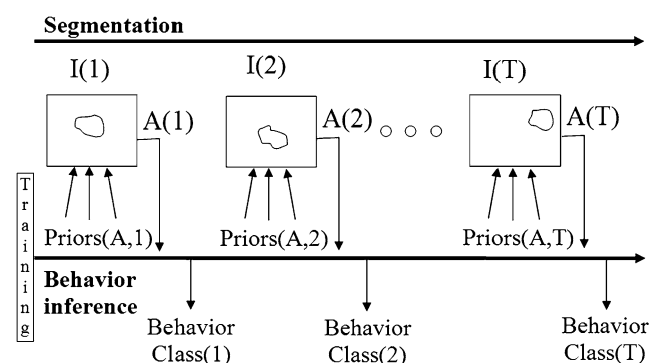 Segmentation
I(1)
I(2)
I(T)
A(1)
A(2)
A(T)
Training
Priors(A,1)
Priors(A,2)
Priors(A,T)
Behavior
inference
Behavior
Class(1)
Behavior
Class(2)
Behavior
Class(T)